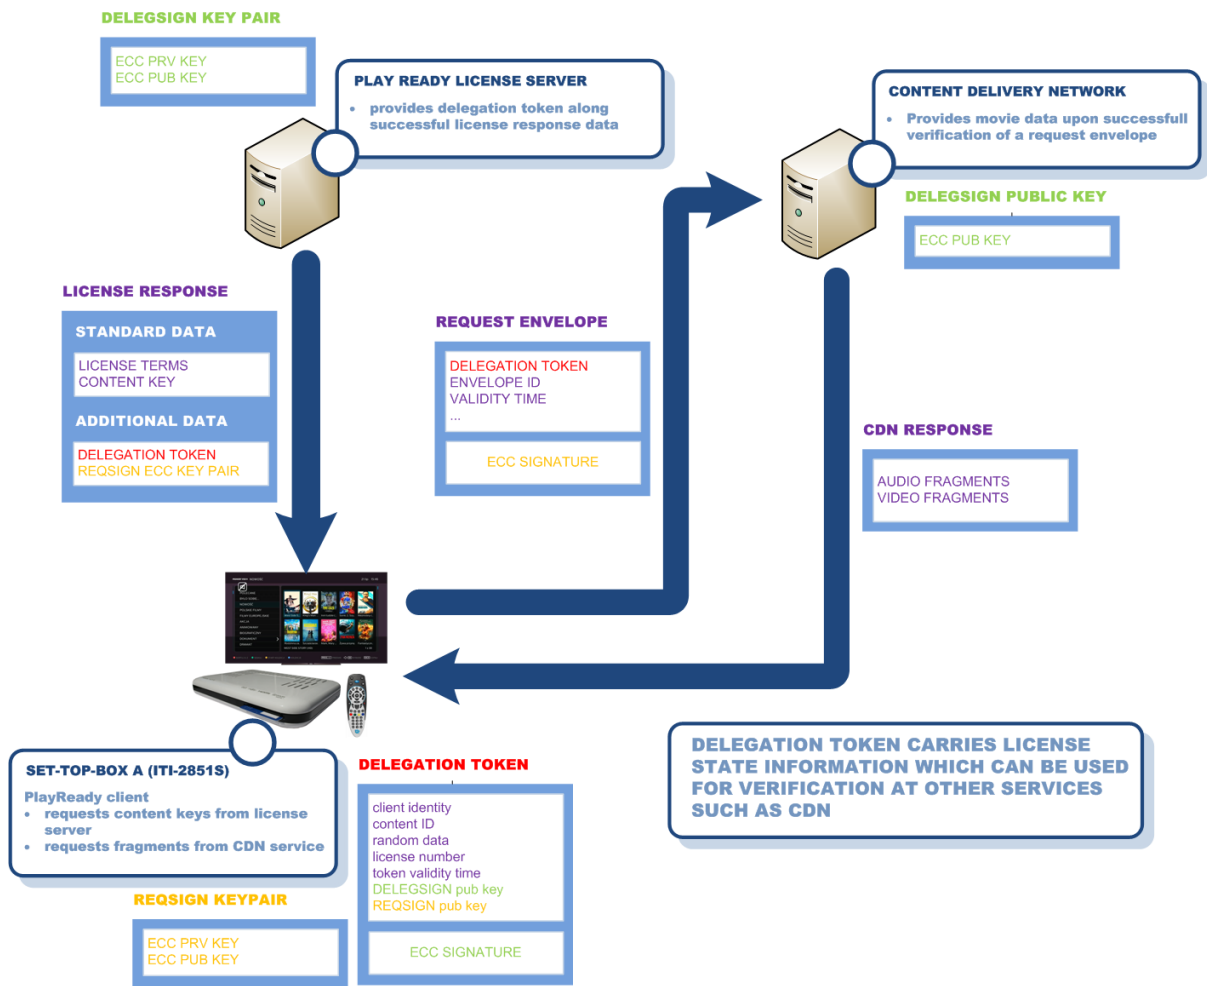 DELEGSIGN KEY PAIR
ECC PRV KEY
ECC PUB KEY
PLAY READY LICENSE SERVER
• provides delegation token along
successful license response data
CONTENT DELIVERY NETWORK
• Provides movie data upon successfull
verification of a request envelope
DELEGSIGN PUBLIC KEY
ECC PUB KEY
LICENSE RESPONSE
STANDARD DATA
LICENSE TERMS
CONTENT KEY
ADDITIONAL DATA
DELEGATION TOKEN
REQSIGN ECC KEY PAIR
REQUEST ENVELOPE
DELEGATION TOKEN
ENVELOPE ID
VALIDITY TIME
...
ECC SIGNATURE
CDN RESPONSE
AUDIO FRAGMENTS
VIDEO FRAGMENTS
SET-TOP-BOX A (ITI-2851S)
PlayReady client
• requests content keys from license
server
• requests fragments from CDN service
DELEGATION TOKEN
client identity
content ID
random data
license number
token validity time
DELEGSIGN pub key
REQSIGN pub key
ECC SIGNATURE
DELEGATION TOKEN CARRIES LICENSE
STATE INFORMATION WHICH CAN BE USED
FOR VERIFICATION AT OTHER SERVICES
SUCH AS CDN
REQSIGN KEYPAIR
ECC PRV KEY
ECC PUB KEY